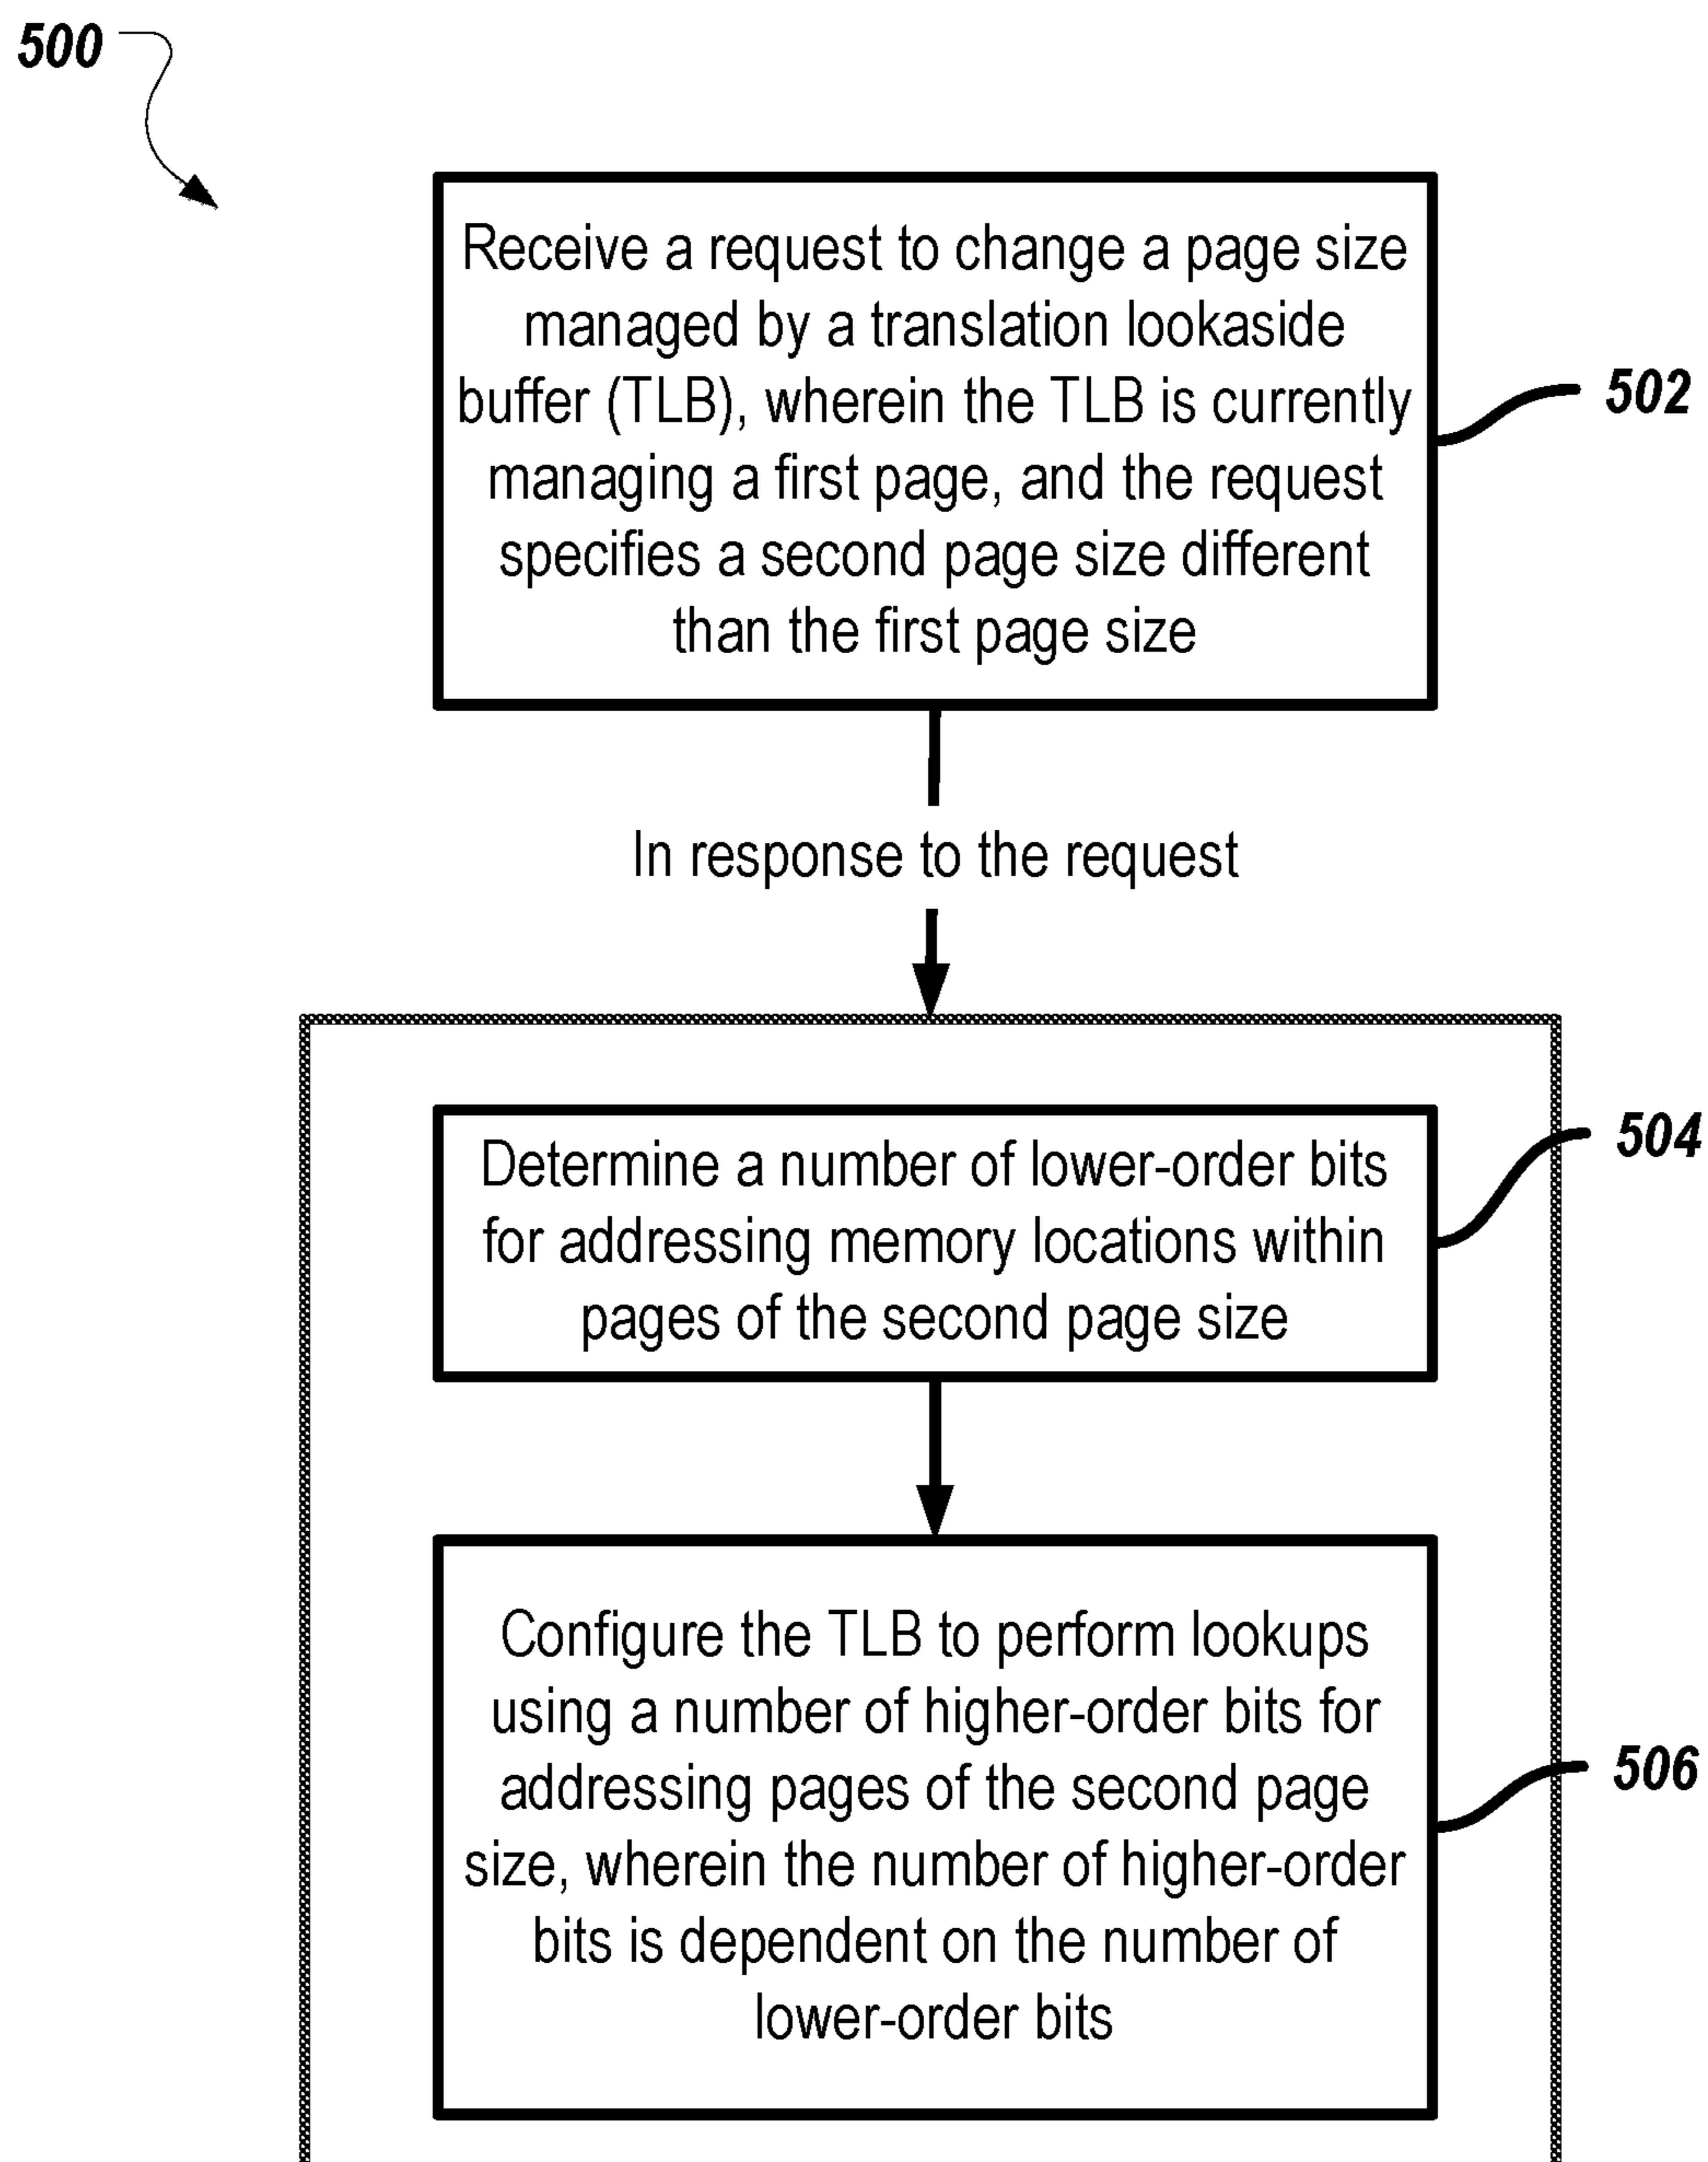 500
Receive a request to change a page size
managed by a translation lookaside
buffer (TLB), wherein the TLB is currently
managing a first page, and the request
specifies a second page size different
than the first page size
502
In response to the request
Determine a number of lower-order bits
for addressing memory locations within
pages of the second page size
504
Configure the TLB to perform lookups
using a number of higher-order bits for
addressing pages of the second page
size, wherein the number of higher-order
bits is dependent on the number of
lower-order bits
506